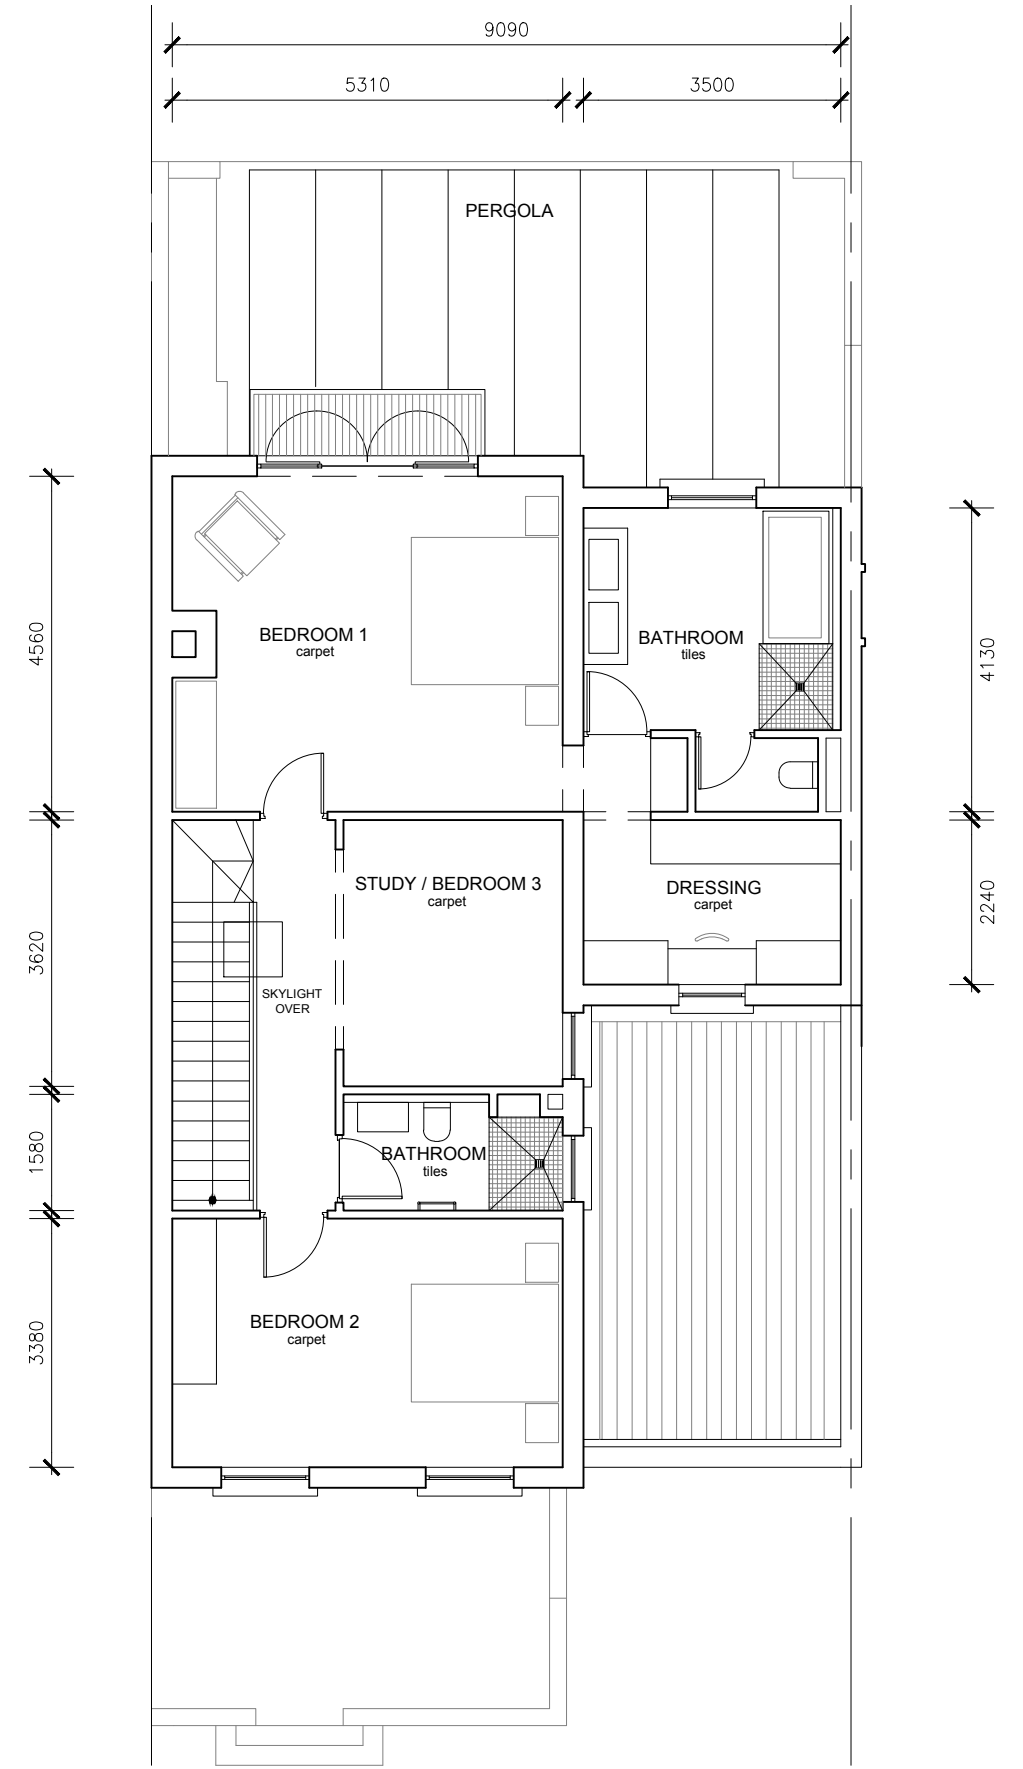 9090
5310
3500
PERGOLA
4560
BEDROOM 1
carpet
BATHROOM
tiles
4130
STUDY / BEDROOM 3
carpet
DRESSING
carpet
2240
3620
SKYLIGHT
OVER
1580
BATHROOM
tiles
BEDROOM 2
carpet
3380